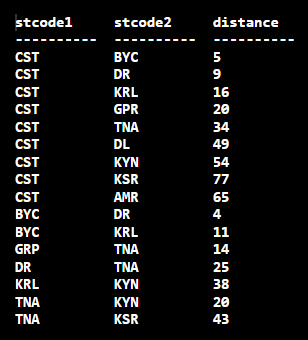 stcode1 stcode2 distance
---------- ---------- ----------
CST BYC 5
CST DR 9
CST KRL 16
CST GPR 20
CST TNA 34
CST DL 49
CST KYN 54
CST KSR 77
CST AMR 65
BYC DR 4
BYC KRL 11
GRP TNA 14
DR TNA 25
KRL KYN 38
TNA KYN 20
TNA KSR 43